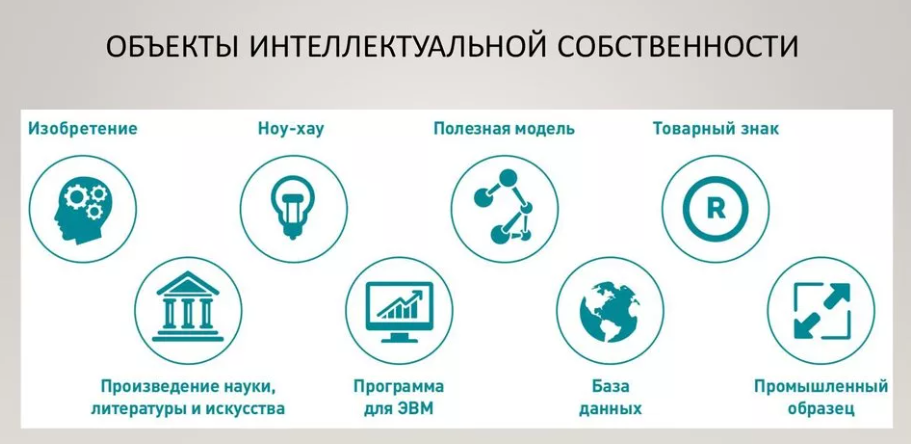 ОБЪЕКТЫ ИНТЕЛЛЕКТУАЛЬНОЙ СОБСТВЕННОСТИ
Изобретение
Ноу-хау
Полезная модель
Товарный знак
R
Произведение науки,
литературы и искусства
Программа
для ЭВМ
База
данных
Промышленный
образец